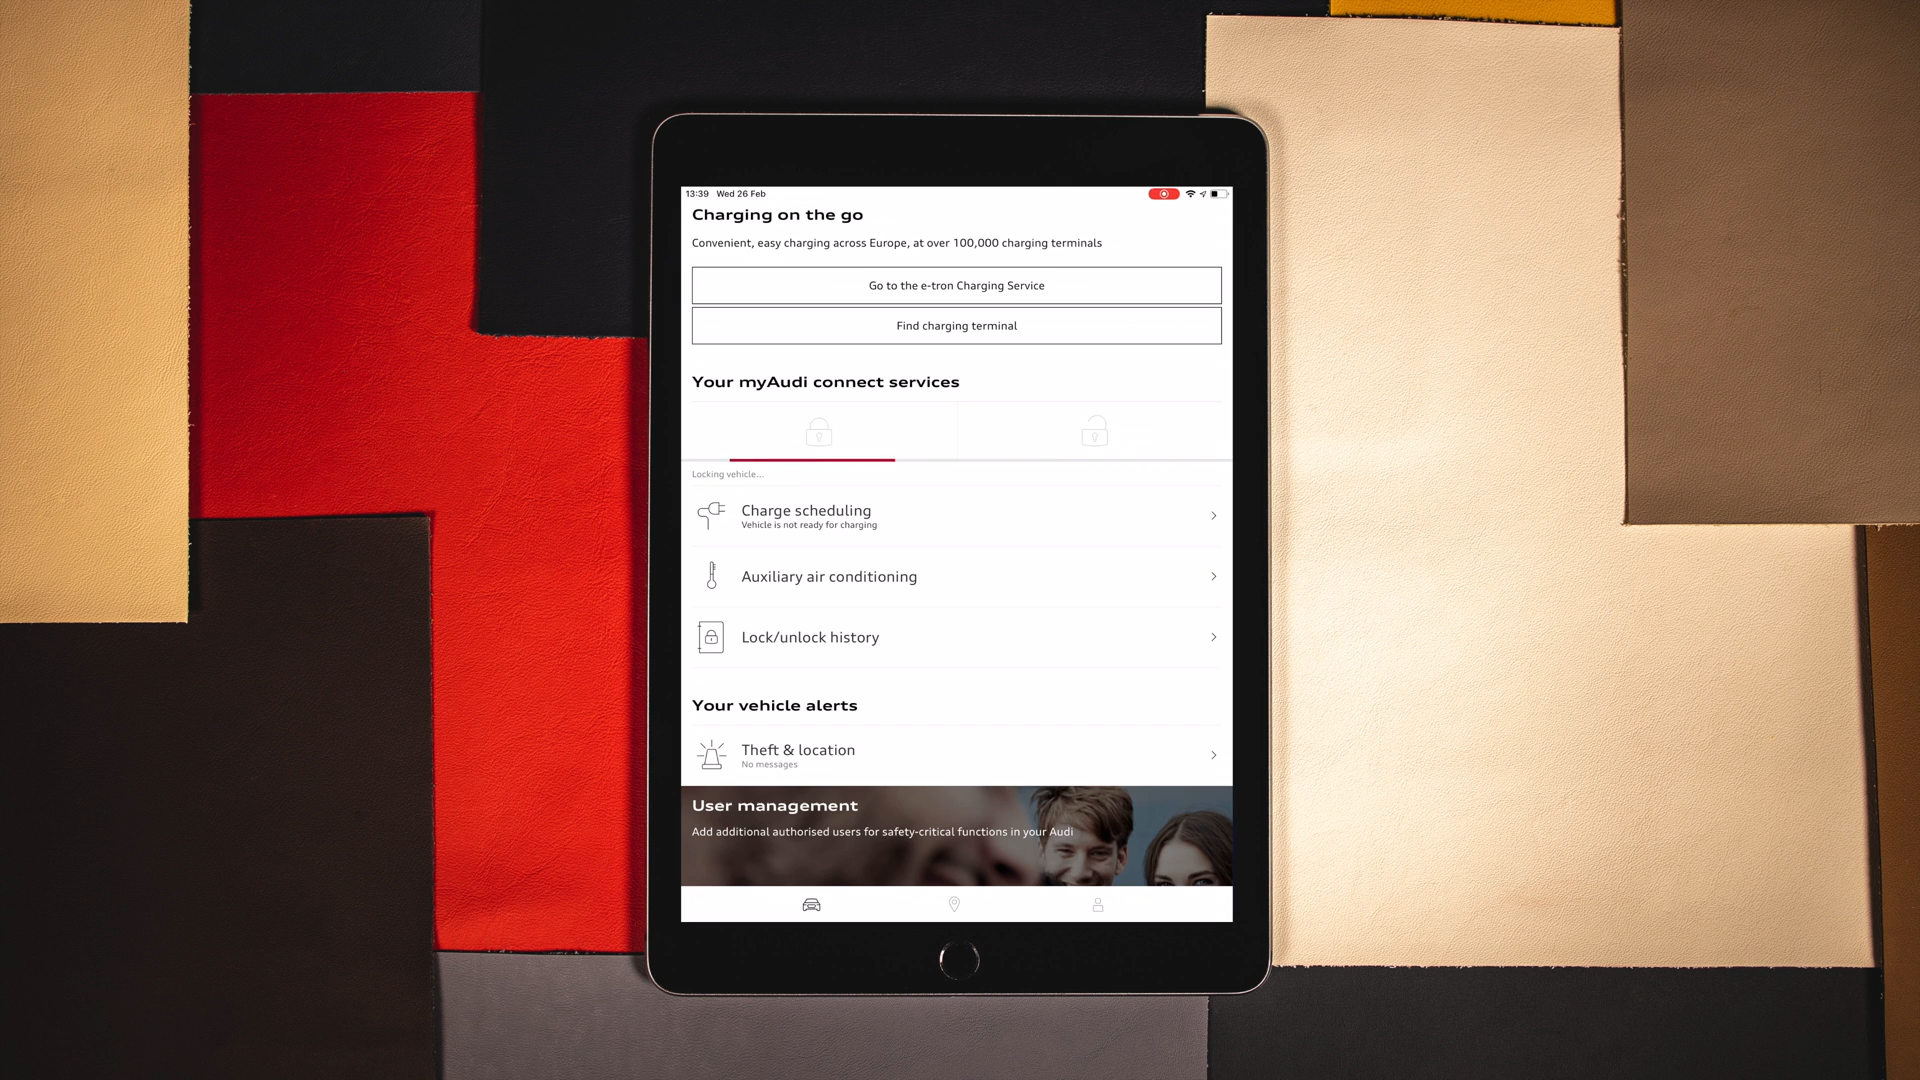 13:39 Wed 26 Feb
Charging on the go
Convenient, easy charging across Europe, at over 100,000 charging terminals
Go to the e-tron Charging Service
Find charging terminal
Your myAudi connect services
Locking vehicle...
Charge scheduling
Vehicle is not ready for charging
Auxiliary air conditioning
Lock/unlock history
Your vehicle alerts
Theft & location
No messages
User management
Add additional authorised users for safety-critical functions in your Audi